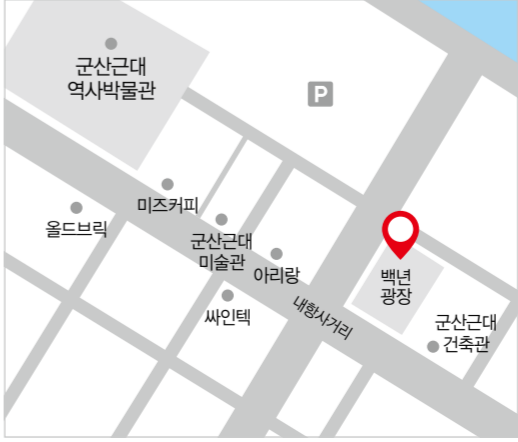 군산근대
역사박물관
P
미즈커피
올드브릭
군산근대
미술관
아리랑
싸인텍
내항사거리
백년
광장
군산근대
건축관